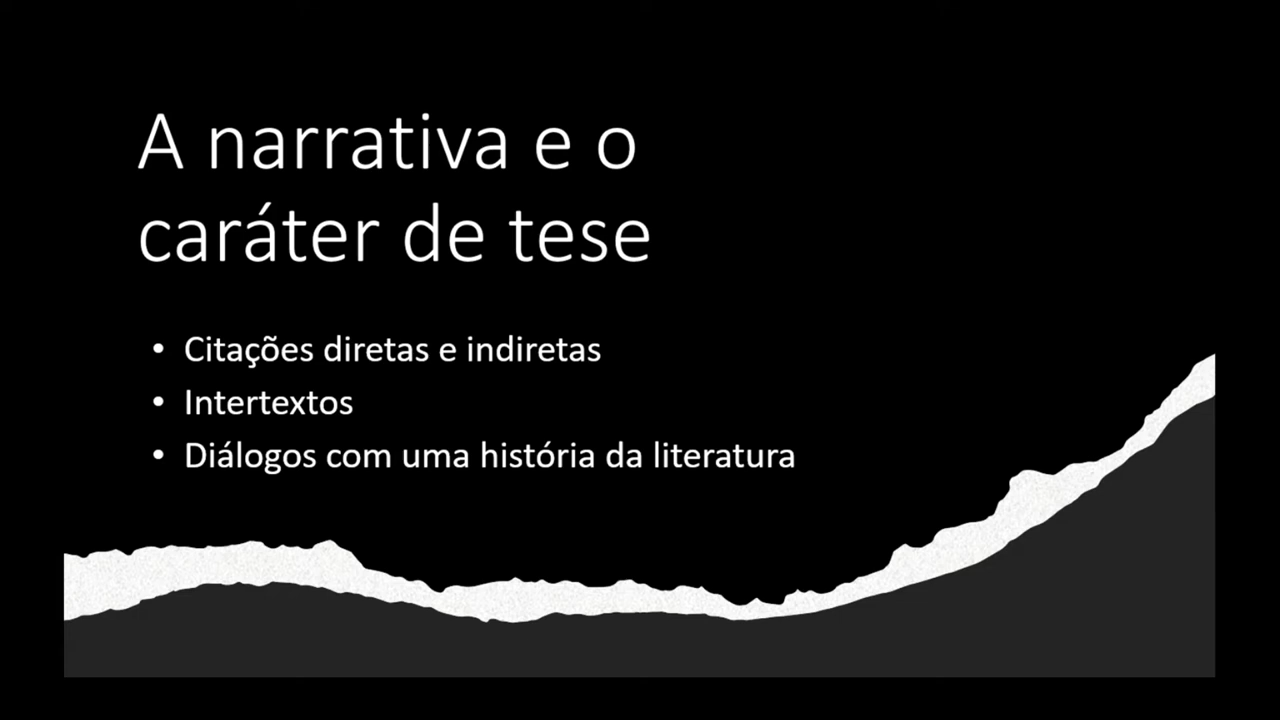 A narrativa e o
caráter de tese
• Citações diretas e indiretas
• Intertextos
• Diálogos com uma história da literatura